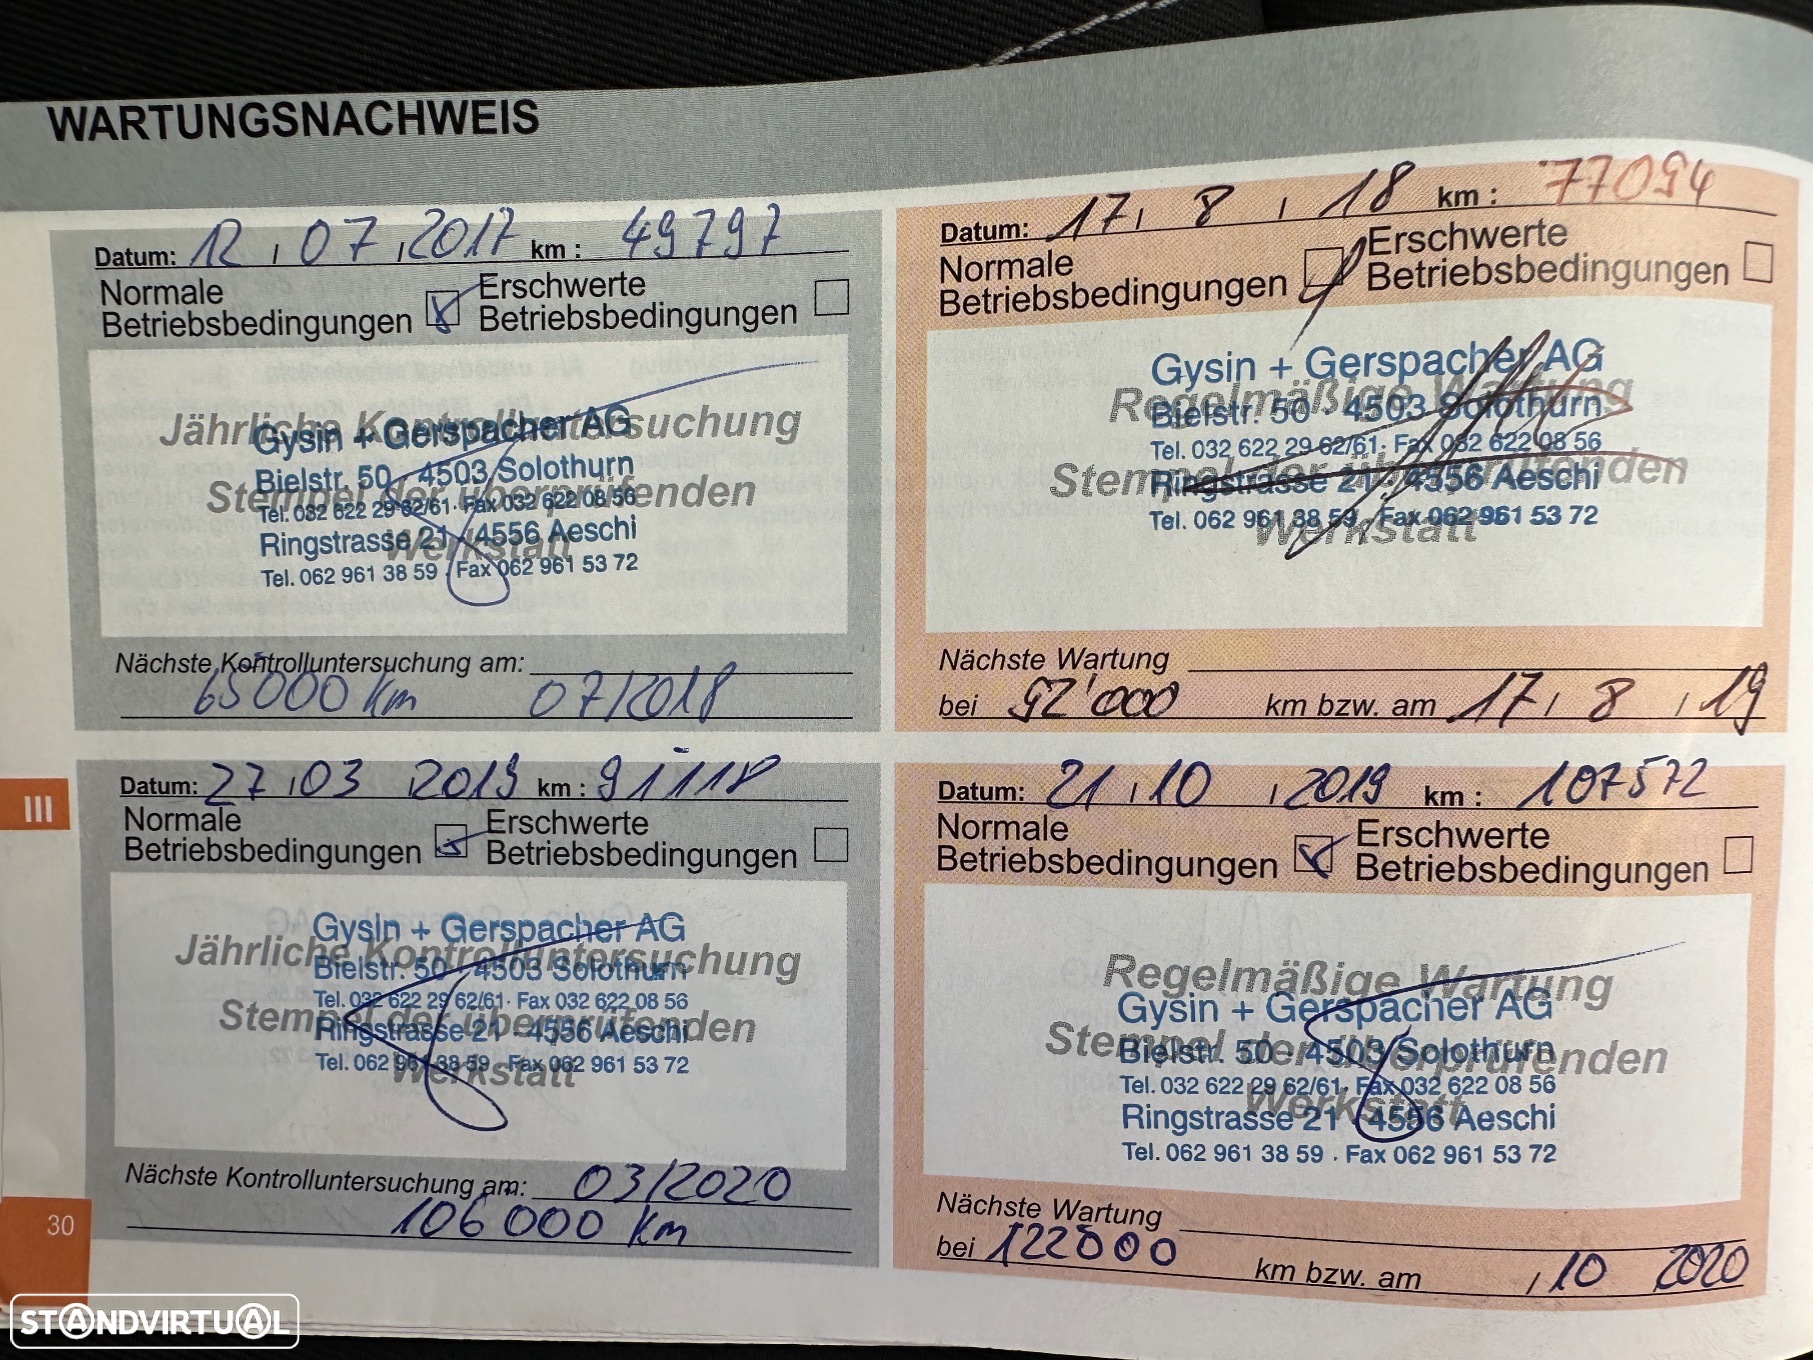 WARTUNGSNACHWEIS
Datum: 12 / 07 / 2017 km : 49797
Normale Betriebsbedingungen Erschwerte Betriebsbedingungen
Jährliche Kontrolluntersuchung
Stempel der überprüfenden
Werkstatt
Gysin + Gerspacher AG
Bielstr. 50 · 4503 Solothurn
Tel. 032 622 29 62/61 · Fax 032 622 08 56
Ringstrasse 21 · 4556 Aeschi
Tel. 062 961 38 59 · Fax 062 961 53 72
Nächste Kontrolluntersuchung am:
65000 km 07/2018
Datum: 17 / 8 / 18 km : 77094
Normale Betriebsbedingungen Erschwerte Betriebsbedingungen
Regelmäßige Wartung
Stempel der überprüfenden
Werkstatt
Gysin + Gerspacher AG
Bielstr. 50 · 4503 Solothurn
Tel. 032 622 29 62/61 · Fax 032 622 08 56
Ringstrasse 21 · 4556 Aeschi
Tel. 062 961 38 59 · Fax 062 961 53 72
Nächste Wartung
bei 92'000 km bzw. am 17 / 8 / 19
III
Datum: 27 / 03 2019 km : 91118
Normale Betriebsbedingungen Erschwerte Betriebsbedingungen
Jährliche Kontrolluntersuchung
Stempel der überprüfenden
Werkstatt
Gysin + Gerspacher AG
Bielstr. 50 · 4503 Solothurn
Tel. 032 622 29 62/61 · Fax 032 622 08 56
Ringstrasse 21 · 4556 Aeschi
Tel. 062 961 38 59 · Fax 062 961 53 72
Nächste Kontrolluntersuchung am: 03/2020
106000 km
Datum: 21 / 10 / 2019 km : 107572
Normale Betriebsbedingungen Erschwerte Betriebsbedingungen
Regelmäßige Wartung
Stempel der überprüfenden
Werkstatt
Gysin + Gerspacher AG
Bielstr. 50 · 4503 Solothurn
Tel. 032 622 29 62/61 · Fax 032 622 08 56
Ringstrasse 21 · 4556 Aeschi
Tel. 062 961 38 59 · Fax 062 961 53 72
Nächste Wartung
bei 122000 km bzw. am / 10 2020
30
STANDVIRTUAL